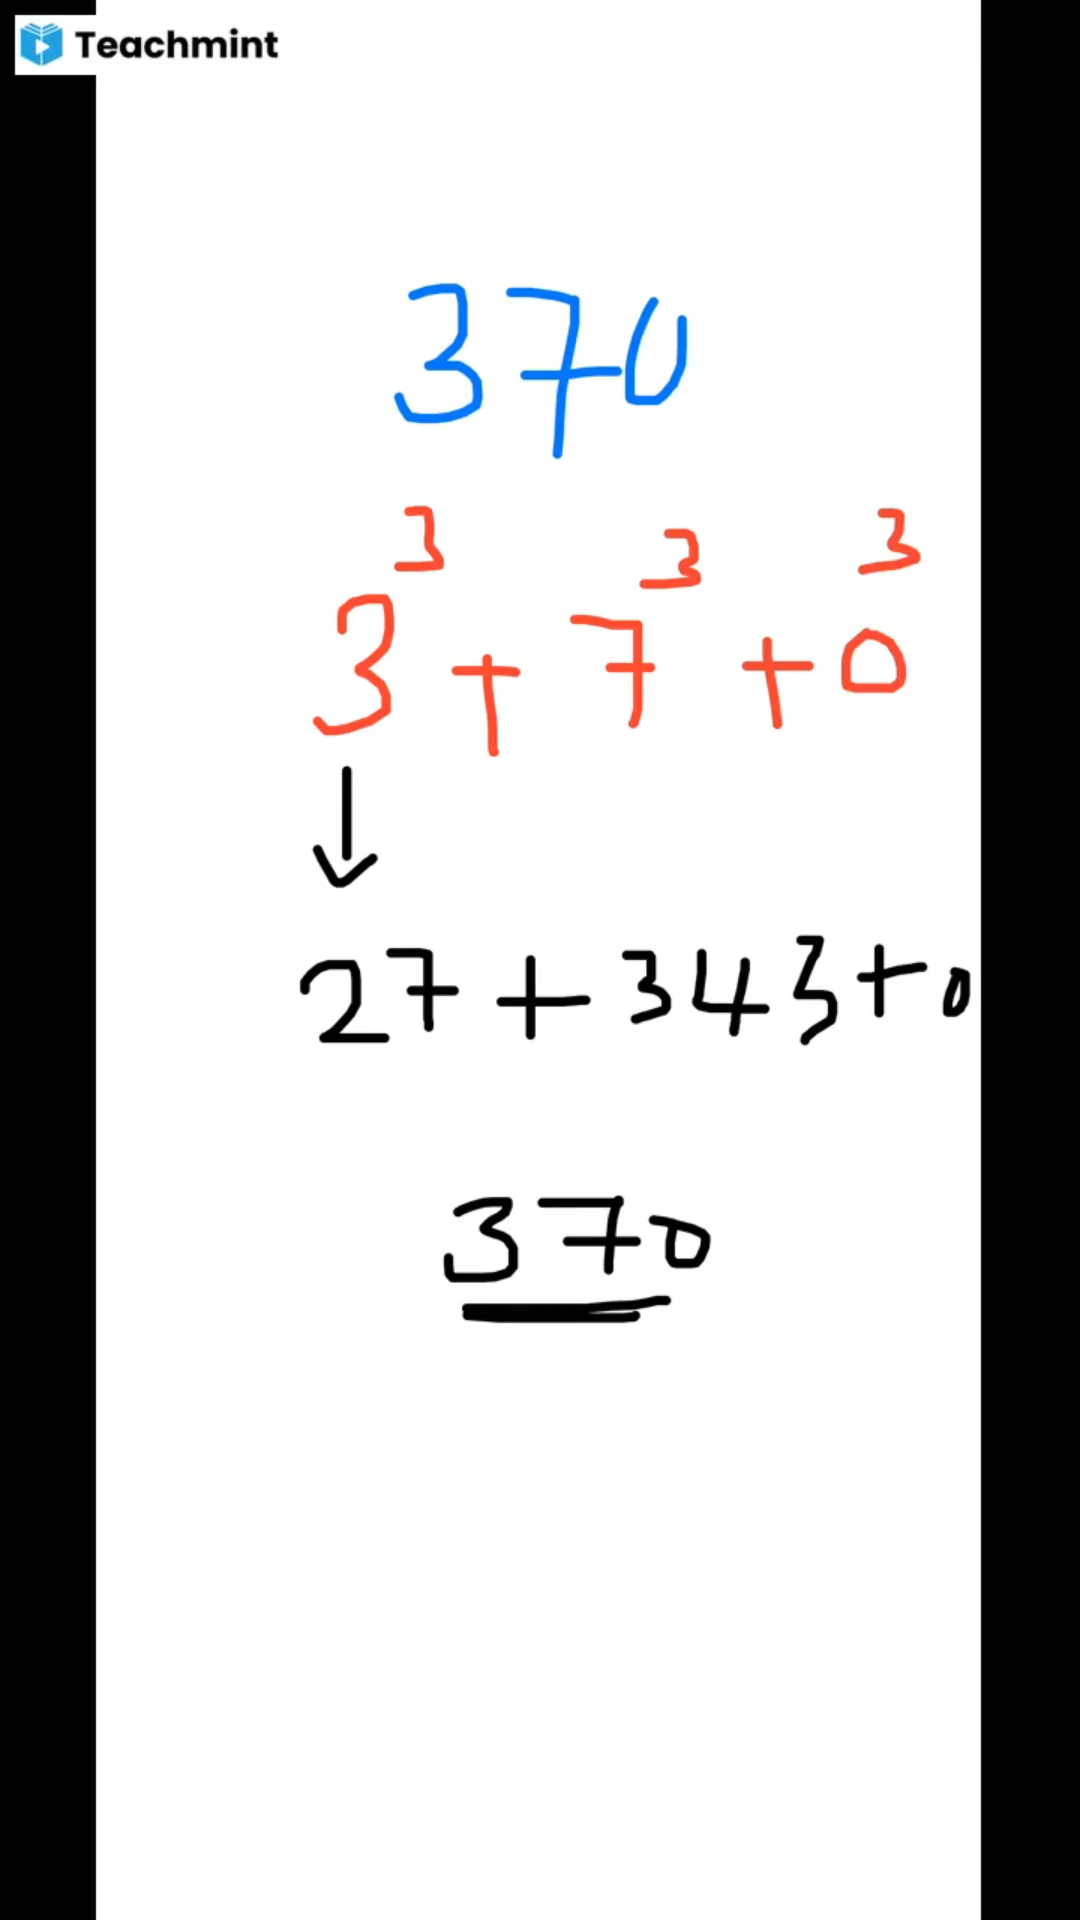 Teachmint
370
3³ + 7³ + 0³
27 + 343 + 0
370